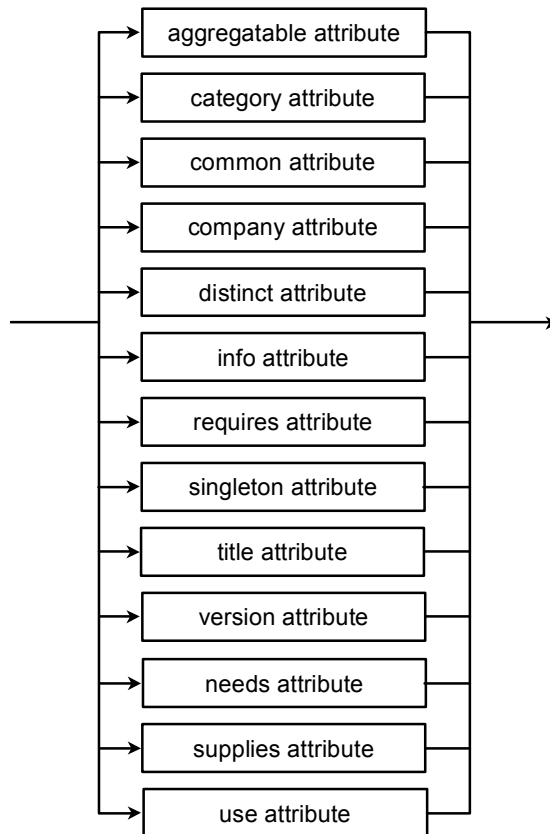 aggregatable attribute
category attribute
common attribute
company attribute
distinct attribute
info attribute
requires attribute
singleton attribute
title attribute
version attribute
needs attribute
supplies attribute
use attribute